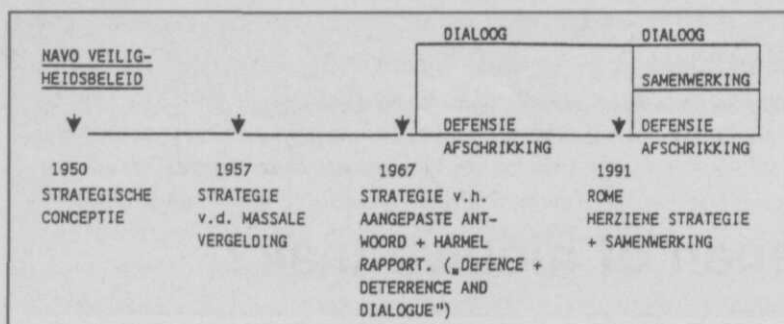 DIALOOG DIALOOG
NAVO VEILIG-
HEIDSBELEID
SAMENWERKING
DEFENSIE DEFENSIE
AFSCHRIKKING AFSCHRIKKING
1950
STRATEGISCHE
CONCEPTIE
1957
STRATEGIE
v.d. MASSALE
VERGELDING
1967
STRATEGIE v.h.
AANGEPASTE ANT-
WOORD + HARMEL
RAPPORT. („DEFENCE +
DETERRENCE AND
DIALOGUE")
1991
ROME
HERZIENE STRATEGIE
+ SAMENWERKING